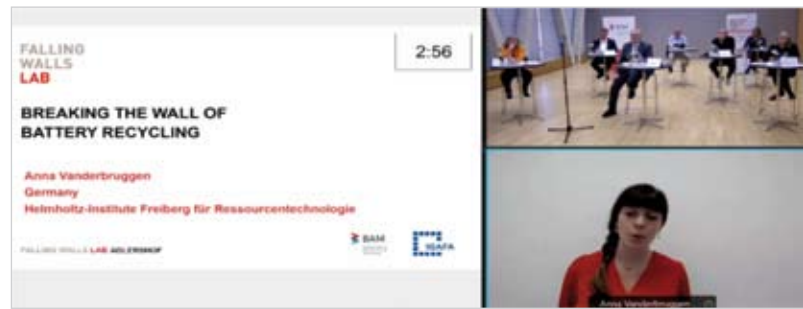 FALLING
WALLS
LAB
2:56
BREAKING THE WALL OF
BATTERY RECYCLING
Anna Vanderbruggen
Germany
Helmholtz-Institute Freiberg für Ressourcentechnologie
FALLING WALLS LAB ADLERSHOF
BAM
IGAFA
Anna Vanderbruggen